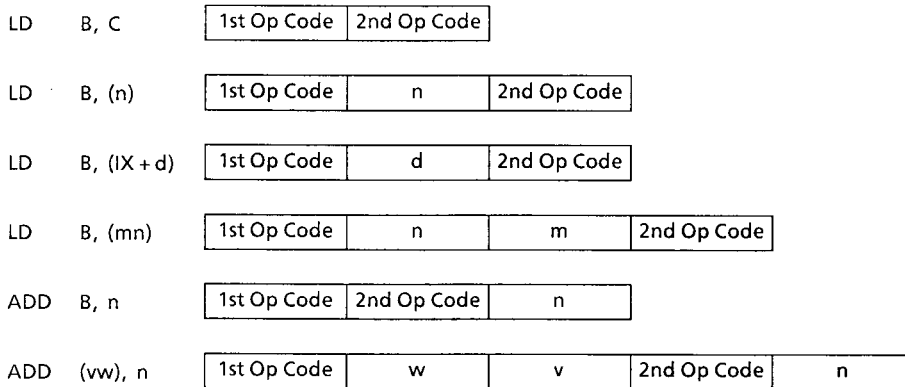 LD B, C 1st Op Code 2nd Op Code
LD B, (n) 1st Op Code n 2nd Op Code
LD B, (IX + d) 1st Op Code d 2nd Op Code
LD B, (mn) 1st Op Code n m 2nd Op Code
ADD B, n 1st Op Code 2nd Op Code n
ADD (vw), n 1st Op Code w v 2nd Op Code n